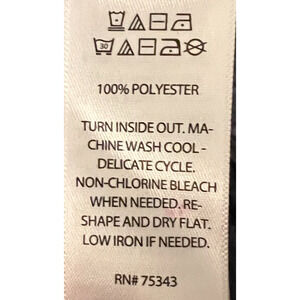 30
100% POLYESTER
TURN INSIDE OUT. MA-
CHINE WASH COOL -
DELICATE CYCLE.
NON-CHLORINE BLEACH
WHEN NEEDED. RE-
SHAPE AND DRY FLAT.
LOW IRON IF NEEDED.
RN# 75343